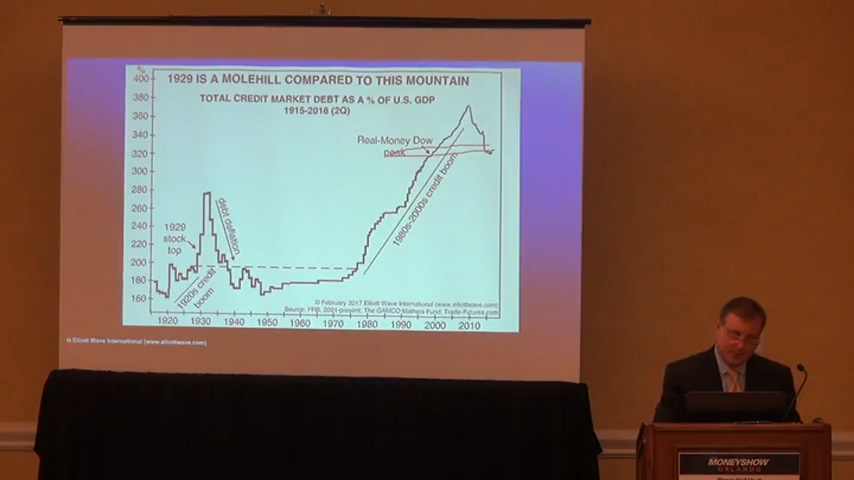 %
1929 IS A MOLEHILL COMPARED TO THIS MOUNTAIN
TOTAL CREDIT MARKET DEBT AS A % OF U.S. GDP
1915-2016 (2Q)
400
380
360
340
320
300
280
260
240
220
200
180
160
Real-Money Dow
peak
1929
stock
top
debt deflation
1920s credit
boom
1980s-2000s credit boom
© February 2017 Elliott Wave International (www.elliottwave.com)
Source: FRB, 2001-present, The GAMCO Mathers Fund, Trade-Futures.com
1920 1930 1940 1950 1960 1970 1980 1990 2000 2010
© Elliott Wave International (www.elliottwave.com)
MONEYSHOW
ORLANDO